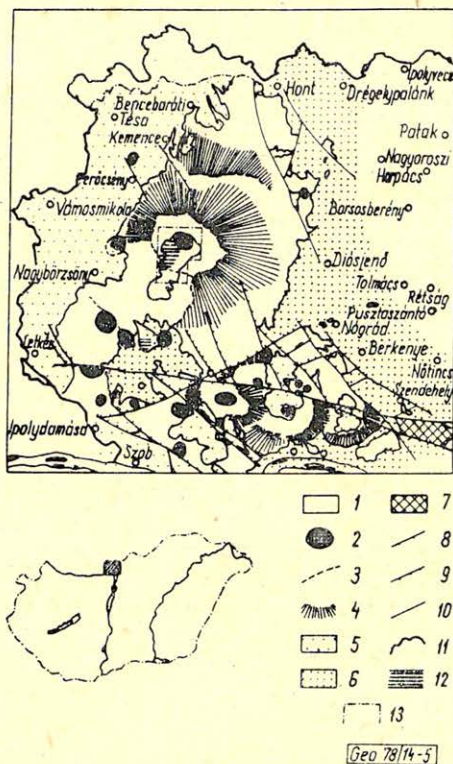 Ipolyvece
Hont
Drégelypalánk
Bencebaráti
Tésa
Kemence
Patak
Nagyoroszi
Horpács
Perőcsény
Vámosmikola
Borsosberény
Nagybörzsöny
Diósjenő
Tolmács
Rétság
Pusztaszántó
Nógrád
Berkenye
Letkés
Nőtincs
Szendehely
Ipolydamásd
Szob
1 7
2 8
3 9
4 10
5 11
6 12
13
Geo 78/14-5